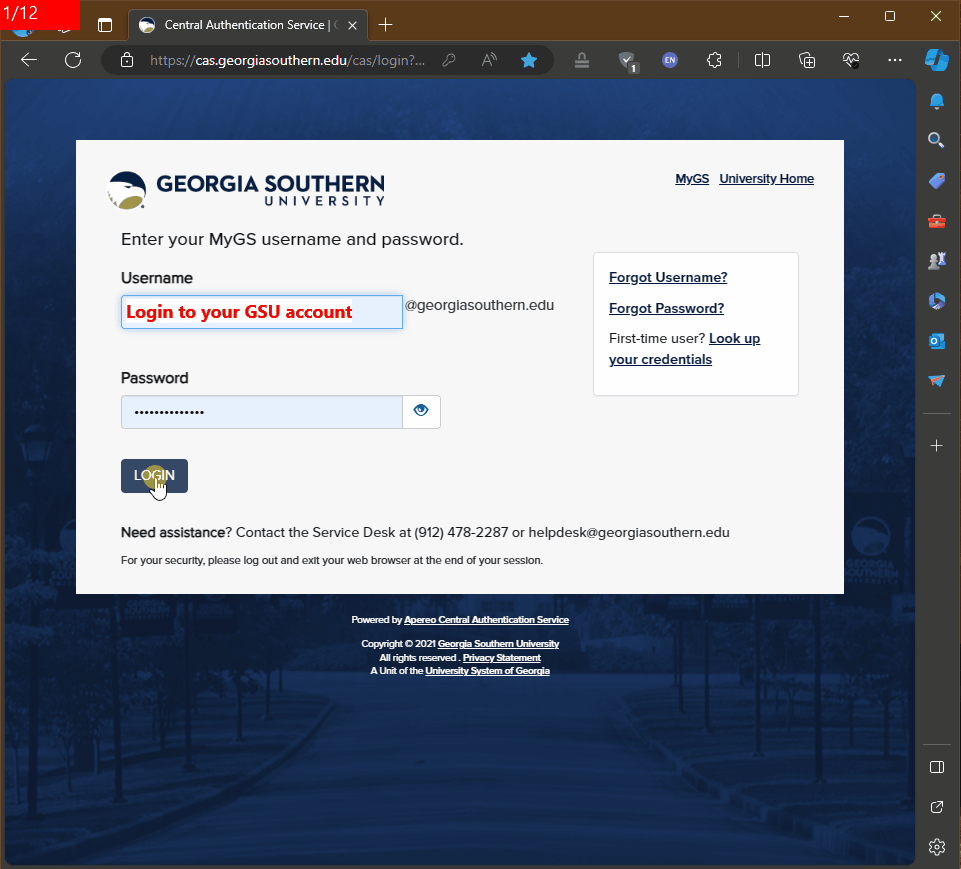 1/12
Central Authentication Service |
https://cas.georgiasouthern.edu/cas/login?...
1
EN
GEORGIA SOUTHERN
UNIVERSITY
MyGS University Home
Enter your MyGS username and password.
Username
Login to your GSU account @georgiasouthern.edu
Forgot Username?
Forgot Password?
First-time user? Look up
your credentials
Password
••••••••••••••
LOGIN
Need assistance? Contact the Service Desk at (912) 478-2287 or helpdesk@georgiasouthern.edu
For your security, please log out and exit your web browser at the end of your session.
Powered by Apereo Central Authentication Service
Copyright © 2021 Georgia Southern University
All rights reserved . Privacy Statement
A Unit of the University System of Georgia
GEORGIA
SOUTHERN
UNIVERSITY